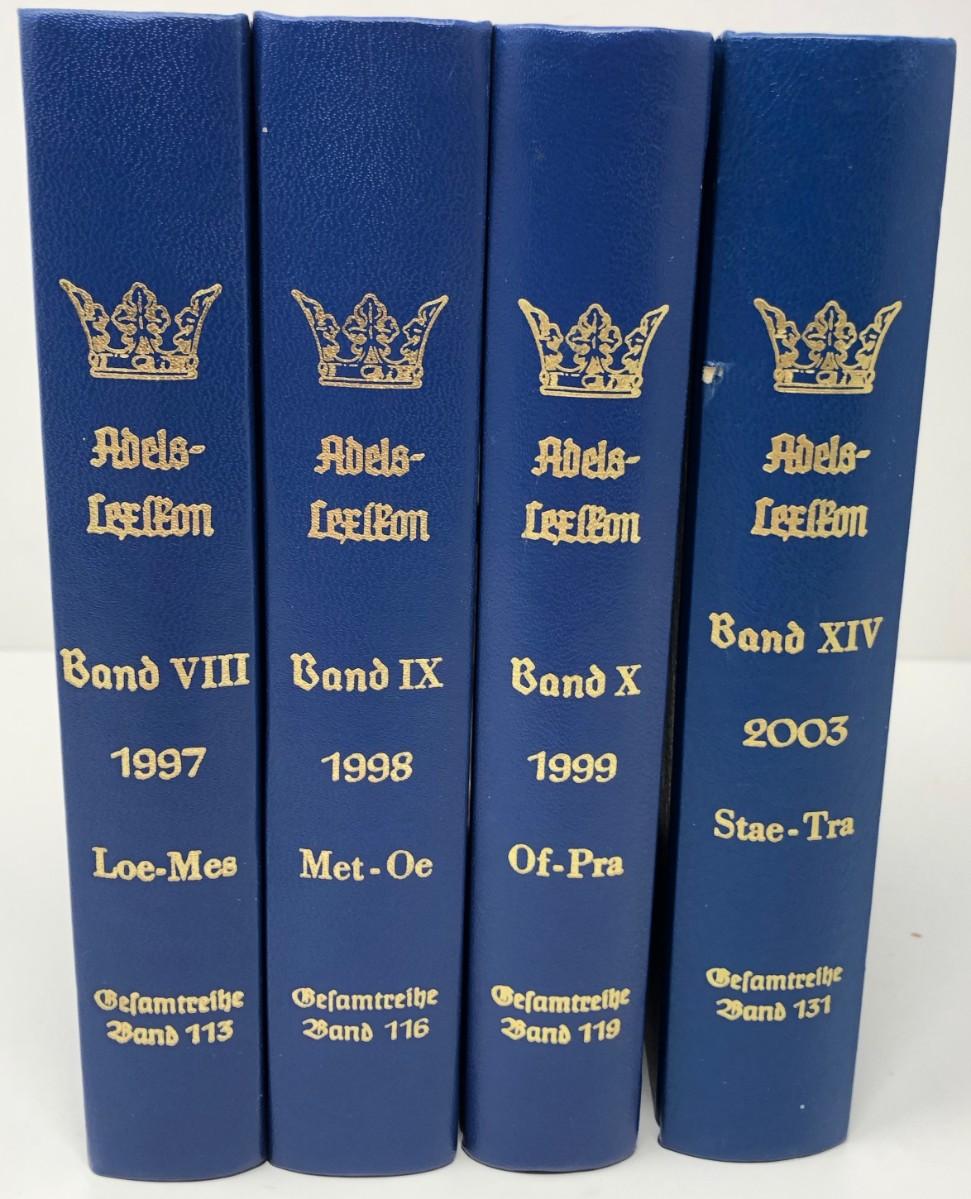 Adels-
Lexikon
Band VIII
1997
Loe-Mes
Gesamtreihe
Band 113
Adels-
Lexikon
Band IX
1998
Met-Oe
Gesamtreihe
Band 116
Adels-
Lexikon
Band X
1999
Of-Pra
Gesamtreihe
Band 119
Adels-
Lexikon
Band XIV
2003
Stae-Tra
Gesamtreihe
Band 131